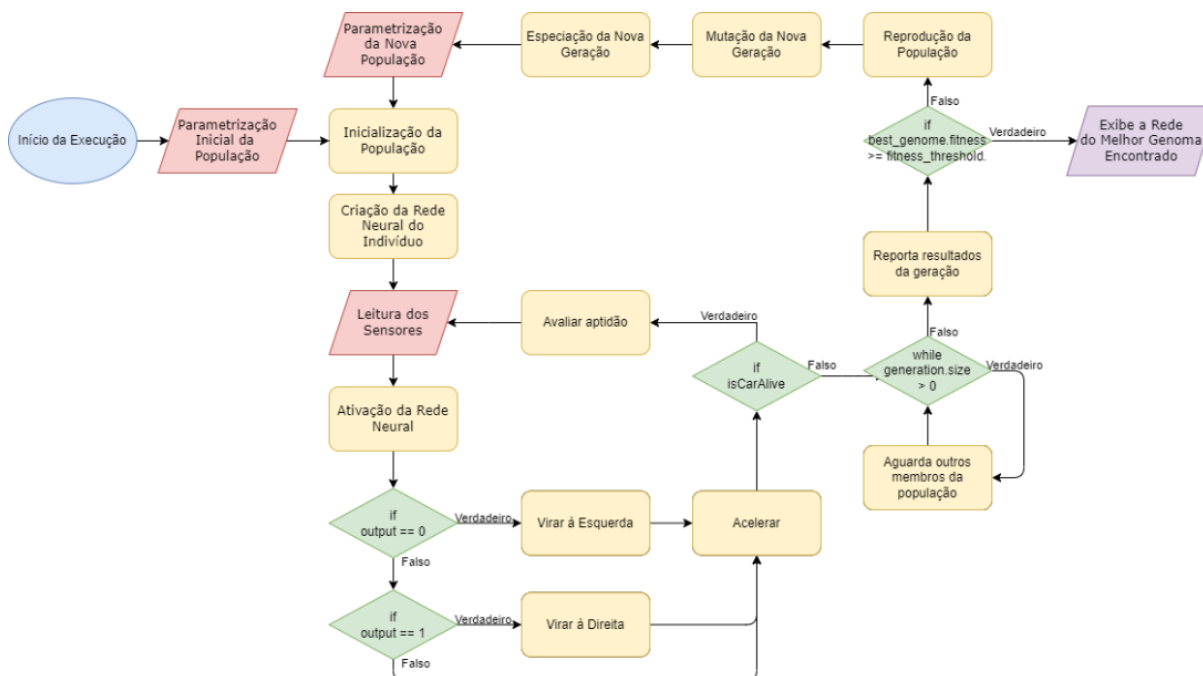 Parametrização
da Nova
População
Especiação da Nova
Geração
Mutação da Nova
Geração
Reprodução da
População
Falso
Início da Execução
Parametrização
Inicial da
População
Inicialização da
População
if
best_genome.fitness
>= fitness_threshold.
Verdadeiro
Exibe a Rede
do Melhor Genoma
Encontrado
Criação da Rede
Neural do
Indivíduo
Reporta resultados
da geração
Leitura dos
Sensores
Avaliar aptidão
Verdadeiro
Falso
if
isCarAlive
Falso
while
generation.size
> 0
Verdadeiro
Ativação da Rede
Neural
Aguarda outros
membros da
população
if
output == 0
Verdadeiro
Virar à Esquerda
Acelerar
Falso
if
output == 1
Verdadeiro
Virar à Direita
Falso